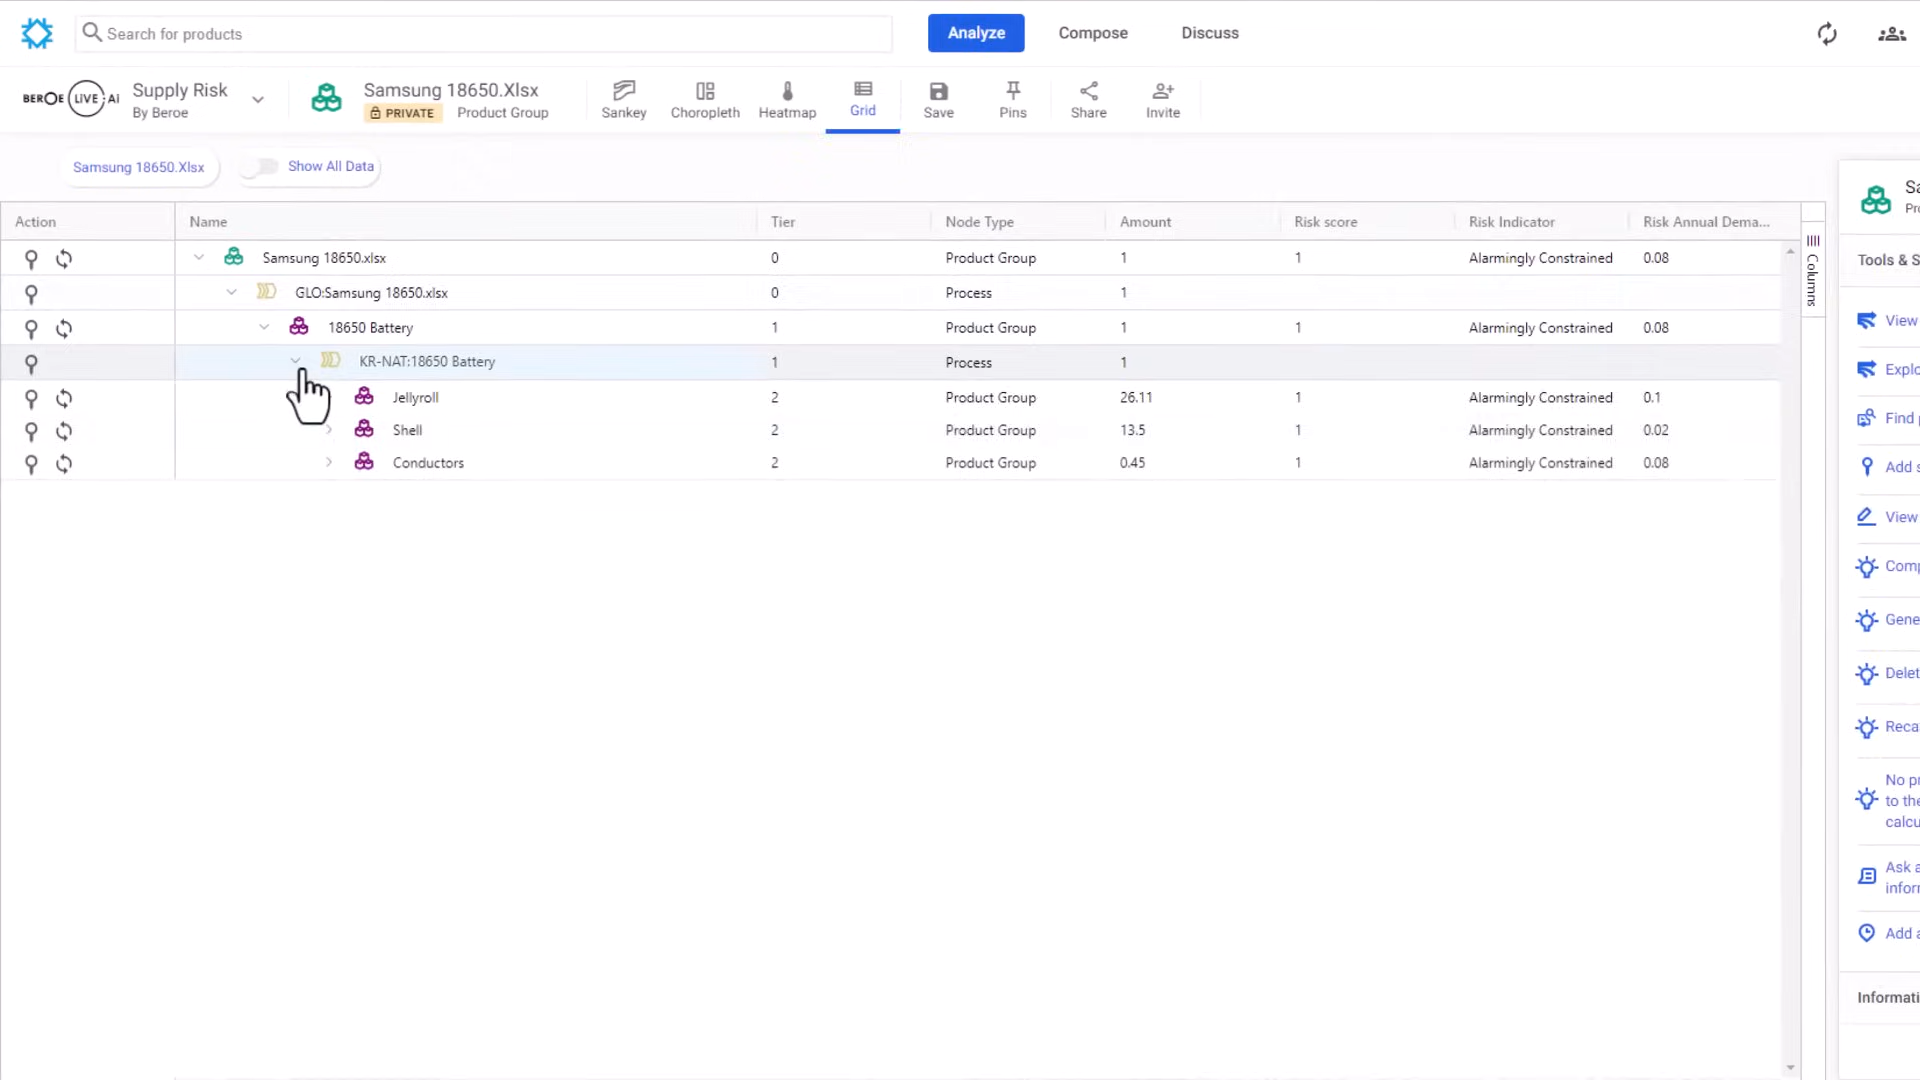 Search for products
Analyze
Compose
Discuss
BEROE LIVE.AI
Supply Risk
By Beroe
Samsung 18650.Xlsx
PRIVATE
Product Group
Sankey
Choropleth
Heatmap
Grid
Save
Pins
Share
Invite
Samsung 18650.Xlsx
Show All Data
Sa
Pro
Action Name Tier Node Type Amount Risk score Risk Indicator Risk Annual Dema...
Samsung 18650.xlsx 0 Product Group 1 1 Alarmingly Constrained 0.08
GLO:Samsung 18650.xlsx 0 Process 1
18650 Battery 1 Product Group 1 1 Alarmingly Constrained 0.08
KR-NAT:18650 Battery 1 Process 1
Jellyroll 2 Product Group 26.11 1 Alarmingly Constrained 0.1
Shell 2 Product Group 13.5 1 Alarmingly Constrained 0.02
Conductors 2 Product Group 0.45 1 Alarmingly Constrained 0.08
Columns
Tools & S
View
Explo
Find p
Add s
View
Comp
Gene
Delet
Reca
No pr
to the
calcu
Ask a
inforr
Add a
Informati